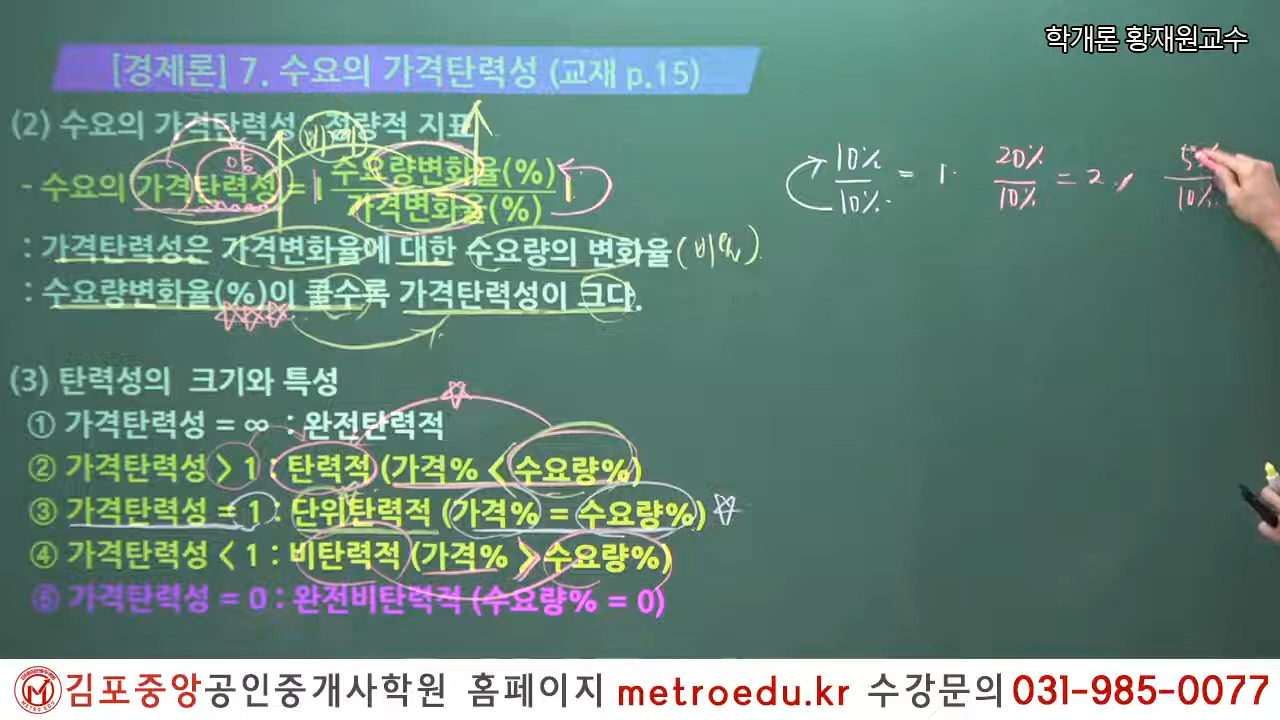 학개론 황재원교수
[경제론] 7. 수요의 가격탄력성 (교재 p.15)
(2) 수요의 가격탄력성 정량적 지표
- 수요의 가격탄력성 = 수요량변화율(%) / 가격변화율(%)
양
10% / 10% = 1. 20% / 10% = 2, 5% / 10%
: 가격탄력성은 가격변화율에 대한 수요량의 변화율 (비율)
: 수요량변화율(%)이 클수록 가격탄력성이 크다.
(3) 탄력성의 크기와 특성
① 가격탄력성 = ∞ : 완전탄력적
② 가격탄력성 > 1 : 탄력적 (가격% < 수요량%)
③ 가격탄력성 = 1 : 단위탄력적 (가격% = 수요량%)
④ 가격탄력성 < 1 : 비탄력적 (가격% > 수요량%)
⑤ 가격탄력성 = 0 : 완전비탄력적 (수요량% = 0)
김포중앙공인중개사학원 홈페이지 metroedu.kr 수강문의 031-985-0077
METRO EDU